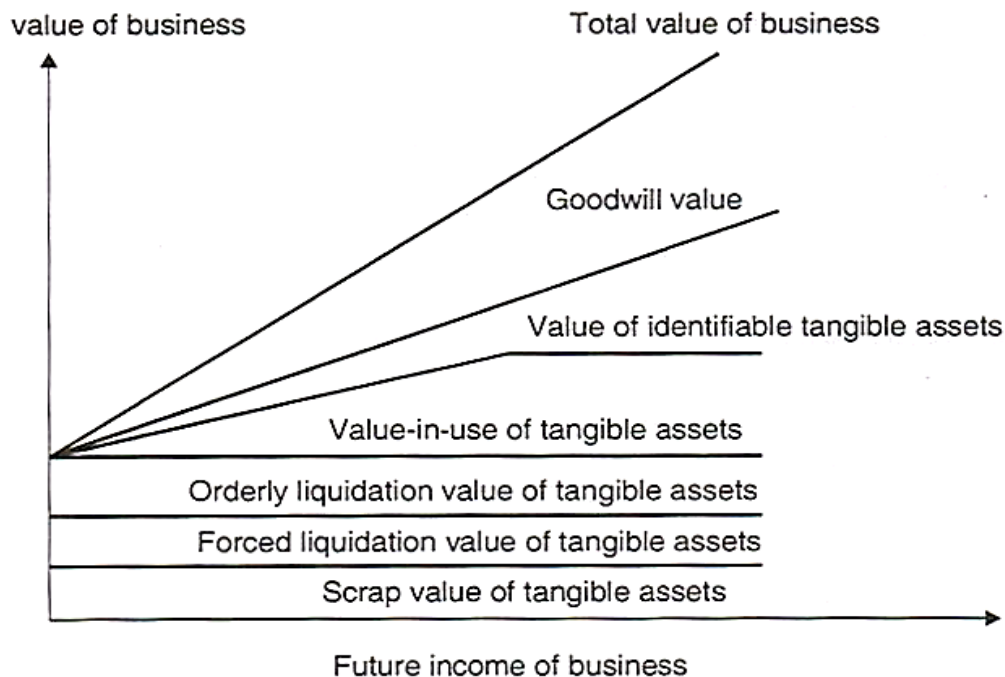 value of business
Total value of business
Goodwill value
Value of identifiable tangible assets
Value-in-use of tangible assets
Orderly liquidation value of tangible assets
Forced liquidation value of tangible assets
Scrap value of tangible assets
Future income of business